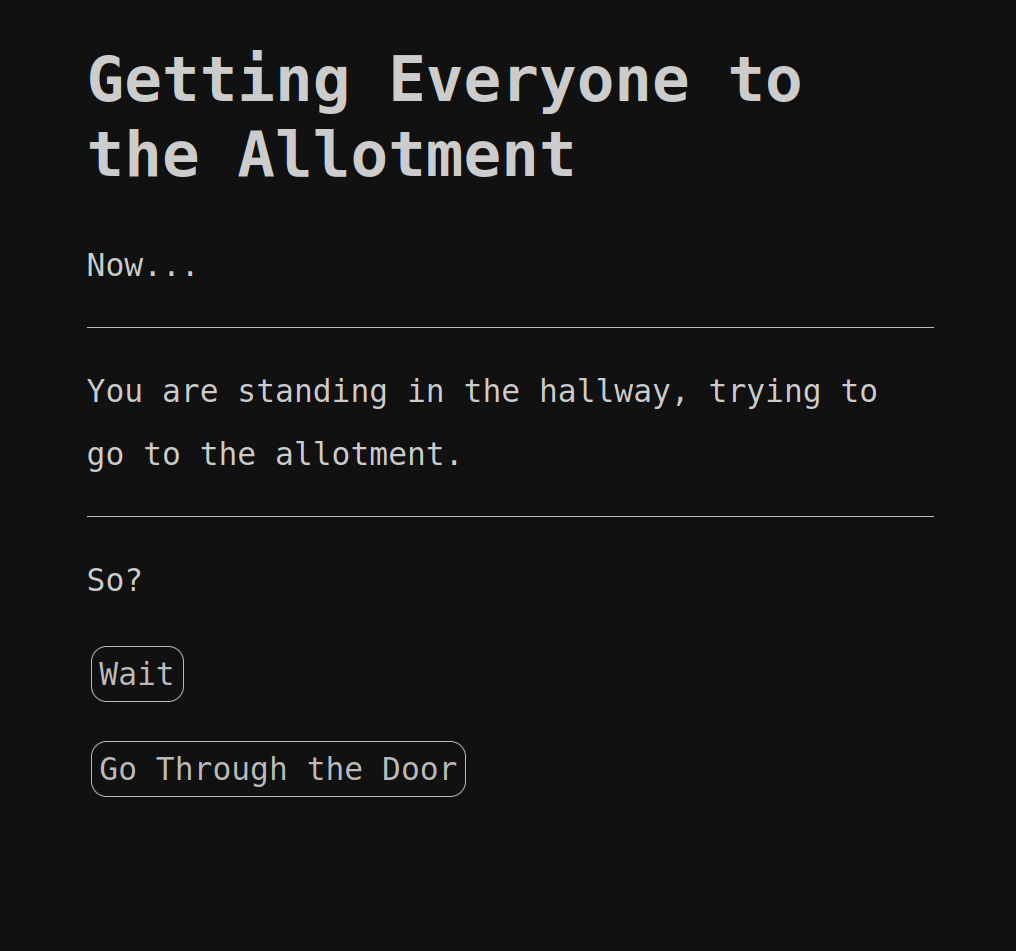 Getting Everyone to
the Allotment
Now...
You are standing in the hallway, trying to
go to the allotment.
So?
Wait
Go Through the Door